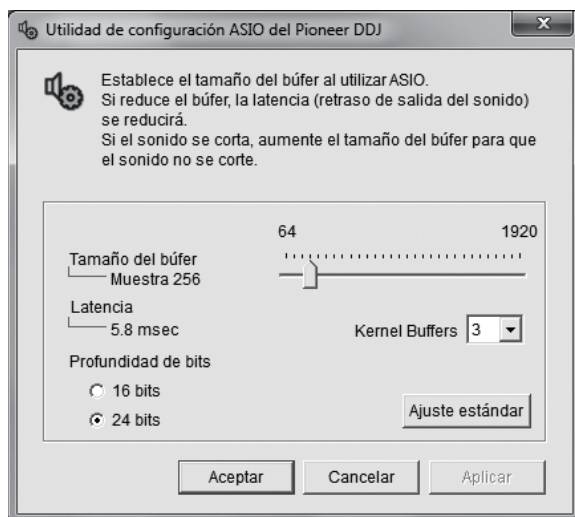 Utilidad de configuración ASIO del Pioneer DDJ
Establece el tamaño del búfer al utilizar ASIO.
Si reduce el búfer, la latencia (retraso de salida del sonido)
se reducirá.
Si el sonido se corta, aumente el tamaño del búfer para que
el sonido no se corte.
64 1920
Tamaño del búfer
Muestra 256
Latencia
5.8 msec
Kernel Buffers 3
Profundidad de bits
16 bits
24 bits
Ajuste estándar
Aceptar Cancelar Aplicar